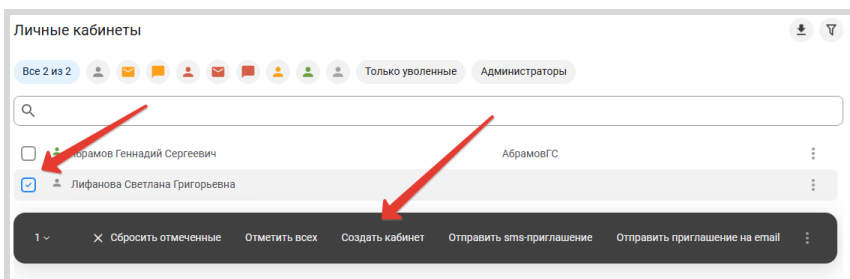 Личные кабинеты
Все 2 из 2 Только уволенные Администраторы
Абрамов Геннадий Сергеевич АбрамовГС
Лифанова Светлана Григорьевна
1 Сбросить отмеченные Отметить всех Создать кабинет Отправить sms-приглашение Отправить приглашение на email